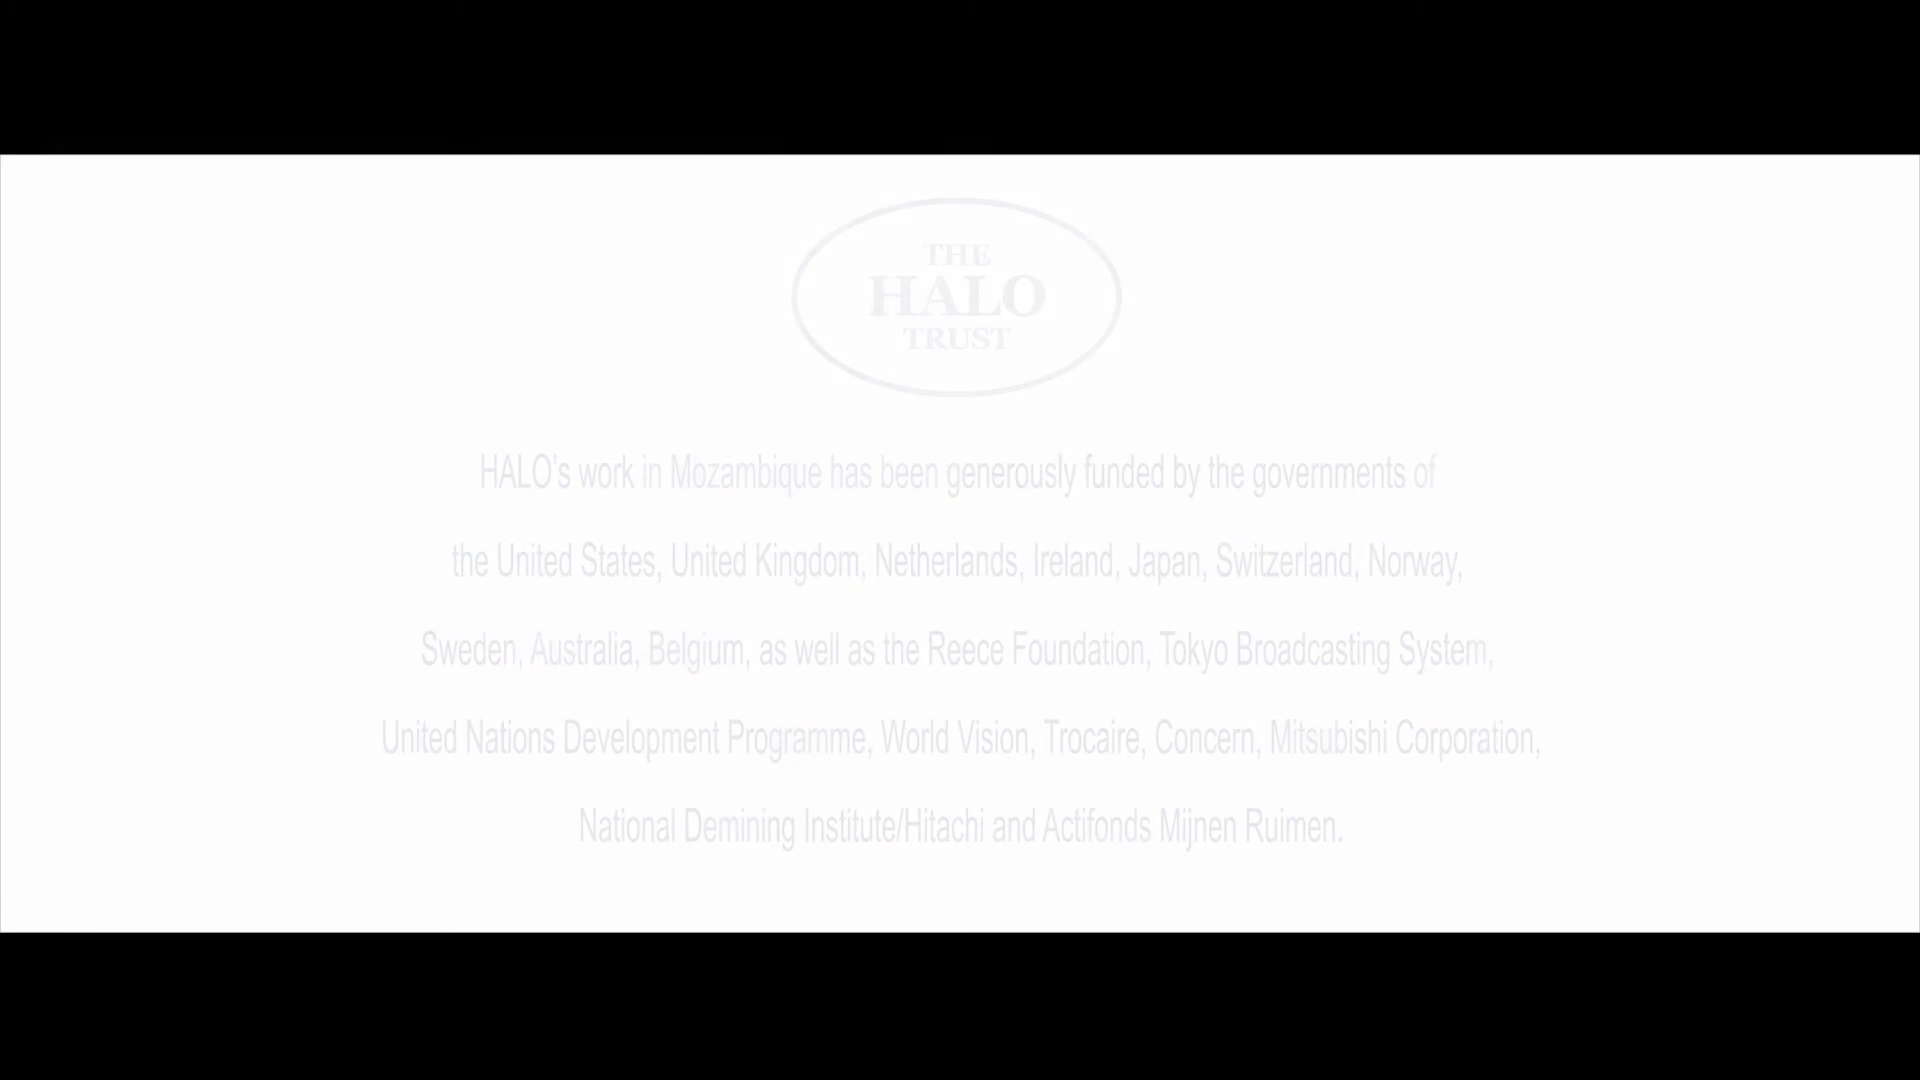 THE
HALO
TRUST
HALO's work in Mozambique has been generously funded by the governments of
the United States, United Kingdom, Netherlands, Ireland, Japan, Switzerland, Norway,
Sweden, Australia, Belgium, as well as the Reece Foundation, Tokyo Broadcasting System,
United Nations Development Programme, World Vision, Trocaire, Concern, Mitsubishi Corporation,
National Demining Institute/Hitachi and Actifonds Mijnen Ruimen.